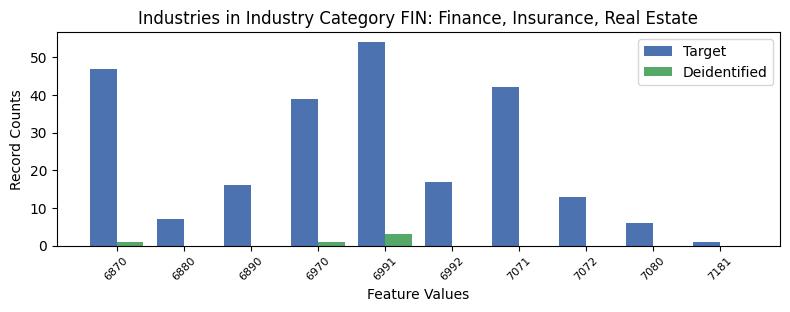 Industries in Industry Category FIN: Finance, Insurance, Real Estate
Target
Deidentified
Record Counts
50
40
30
20
10
0
6870 6880 6890 6970 6991 6992 7071 7072 7080 7181
Feature Values